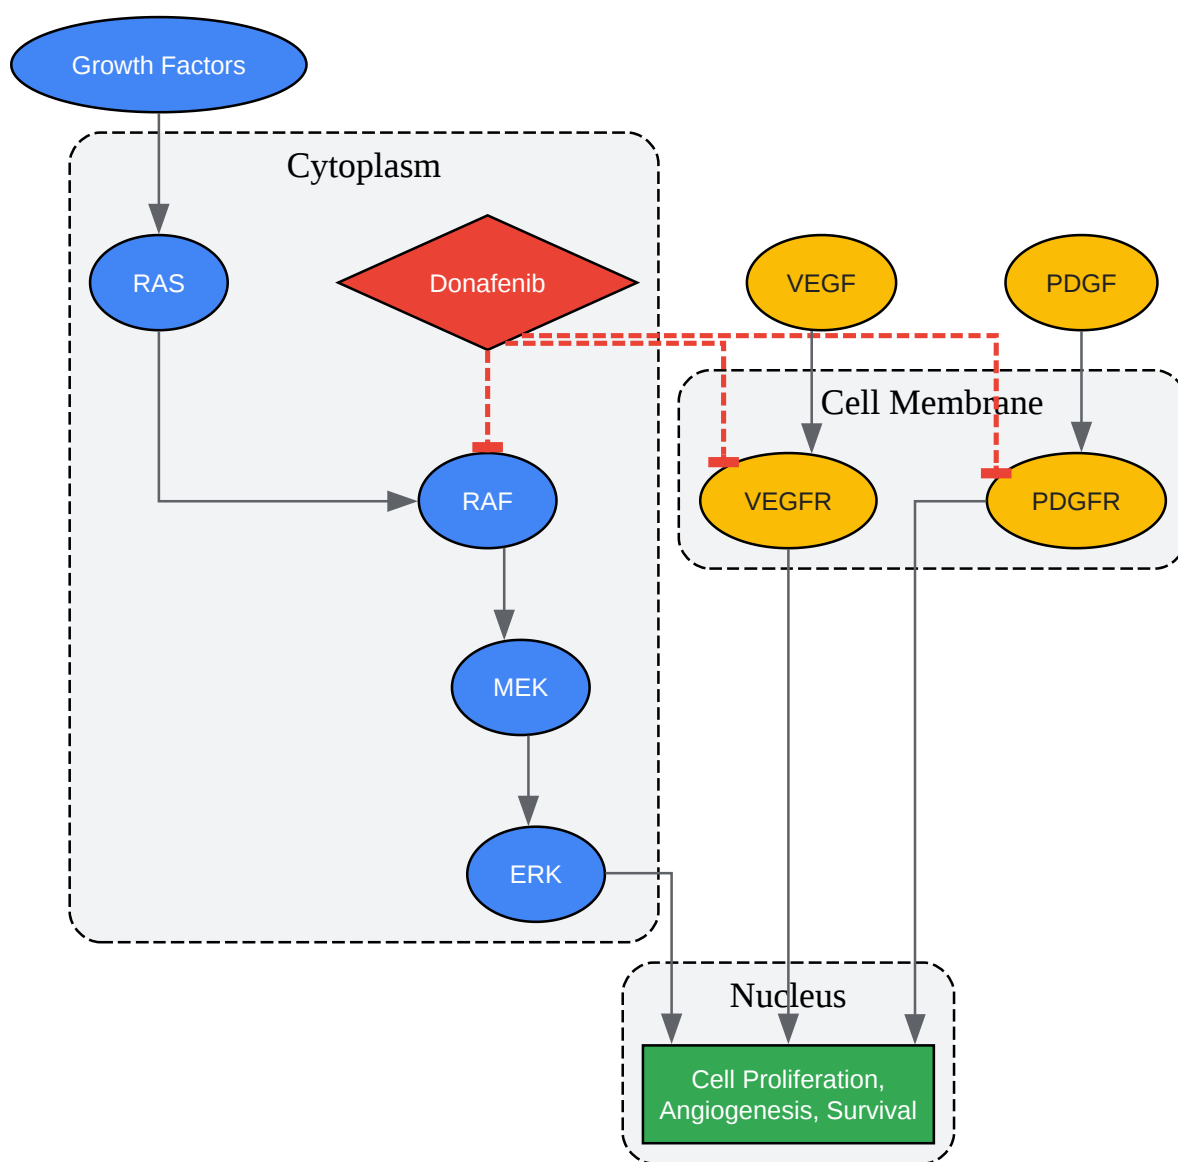 Growth Factors
Cytoplasm
RAS
Donafenib
VEGF
PDGF
Cell Membrane
RAF
VEGFR
PDGFR
MEK
ERK
Nucleus
Cell Proliferation,
Angiogenesis, Survival